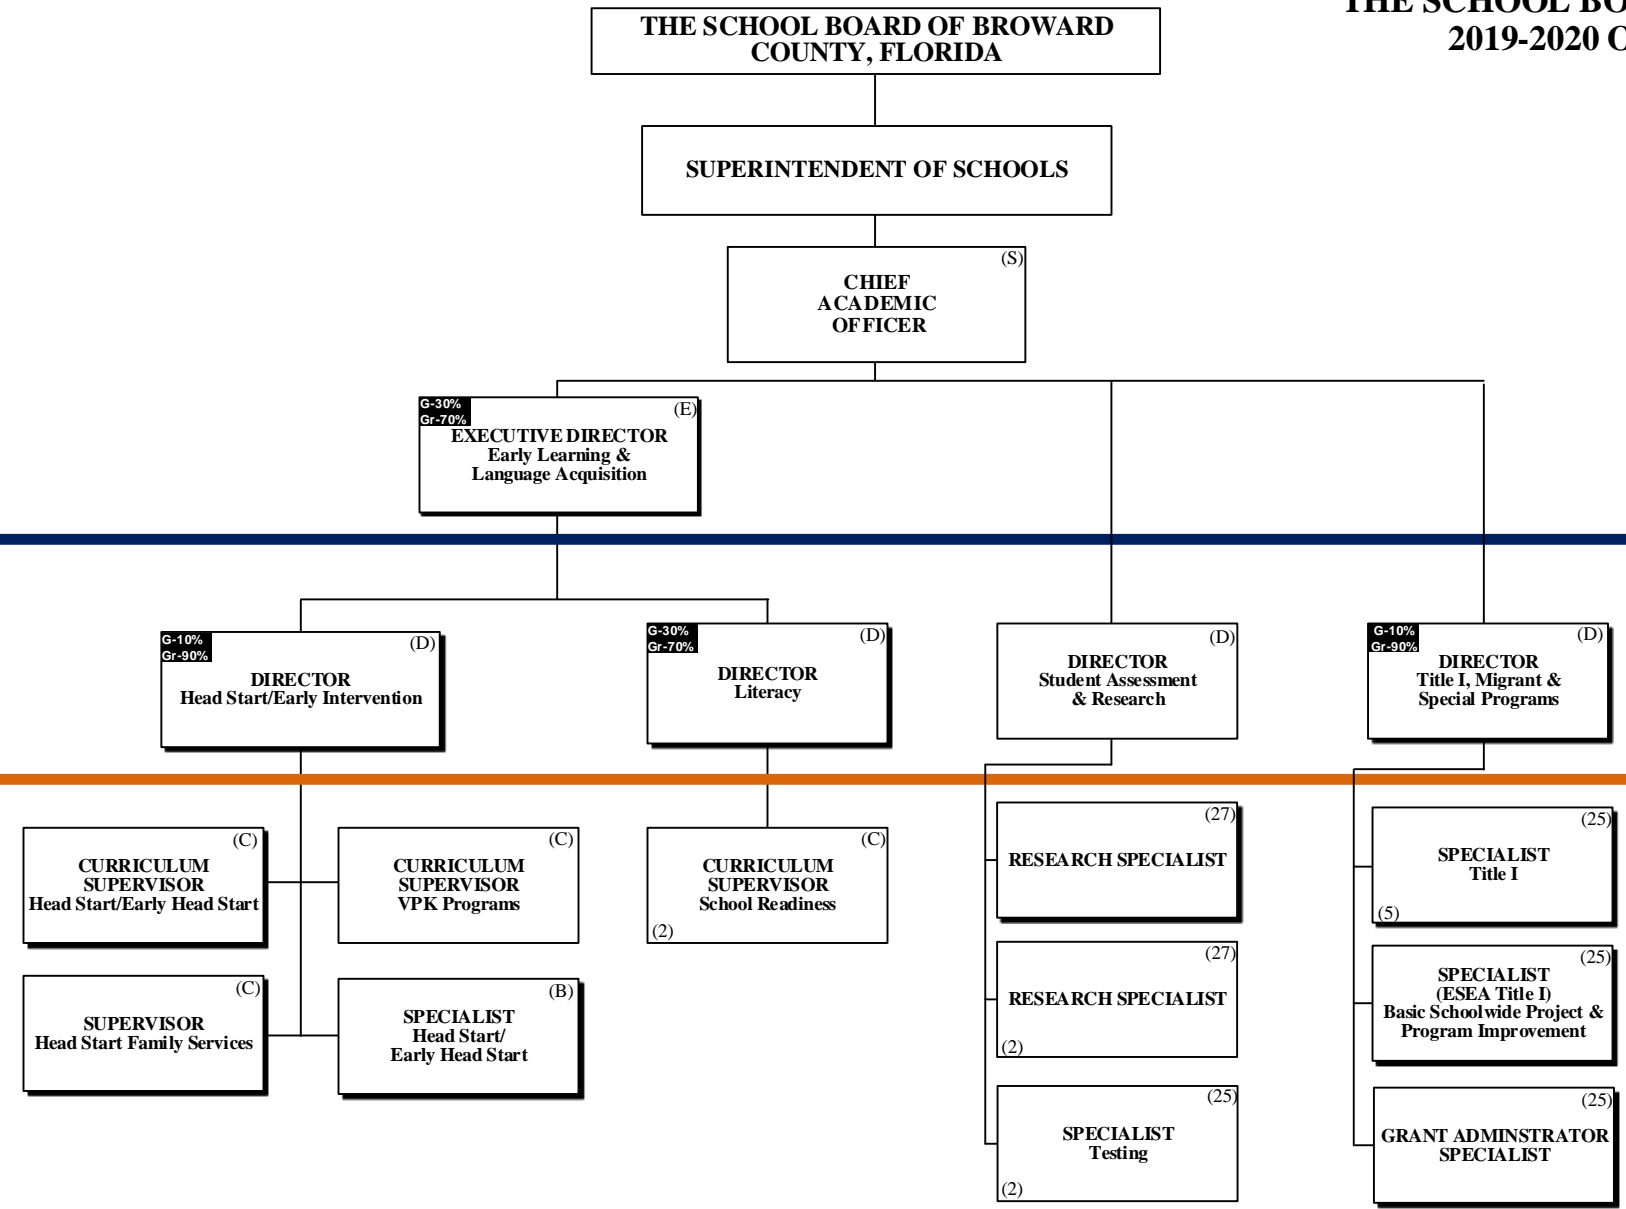 THE SCHOOL BO
2019-2020 O
THE SCHOOL BOARD OF BROWARD
COUNTY, FLORIDA
SUPERINTENDENT OF SCHOOLS
(S)
CHIEF
ACADEMIC
OFFICER
G-30%
Gr-70%
(E)
EXECUTIVE DIRECTOR
Early Learning &
Language Acquisition
G-10%
Gr-90%
(D)
DIRECTOR
Head Start/Early Intervention
G-30%
Gr-70%
(D)
DIRECTOR
Literacy
(D)
DIRECTOR
Student Assessment
& Research
G-10%
Gr-90%
(D)
DIRECTOR
Title I, Migrant &
Special Programs
(C)
CURRICULUM
SUPERVISOR
Head Start/Early Head Start
(C)
CURRICULUM
SUPERVISOR
VPK Programs
(C)
SUPERVISOR
Head Start Family Services
(B)
SPECIALIST
Head Start/
Early Head Start
(C)
CURRICULUM
SUPERVISOR
School Readiness
(2)
(27)
RESEARCH SPECIALIST
(27)
RESEARCH SPECIALIST
(2)
(25)
SPECIALIST
Testing
(2)
(25)
SPECIALIST
Title I
(5)
(25)
SPECIALIST
(ESEA Title I)
Basic Schoolwide Project &
Program Improvement
(25)
GRANT ADMINSTRATOR
SPECIALIST